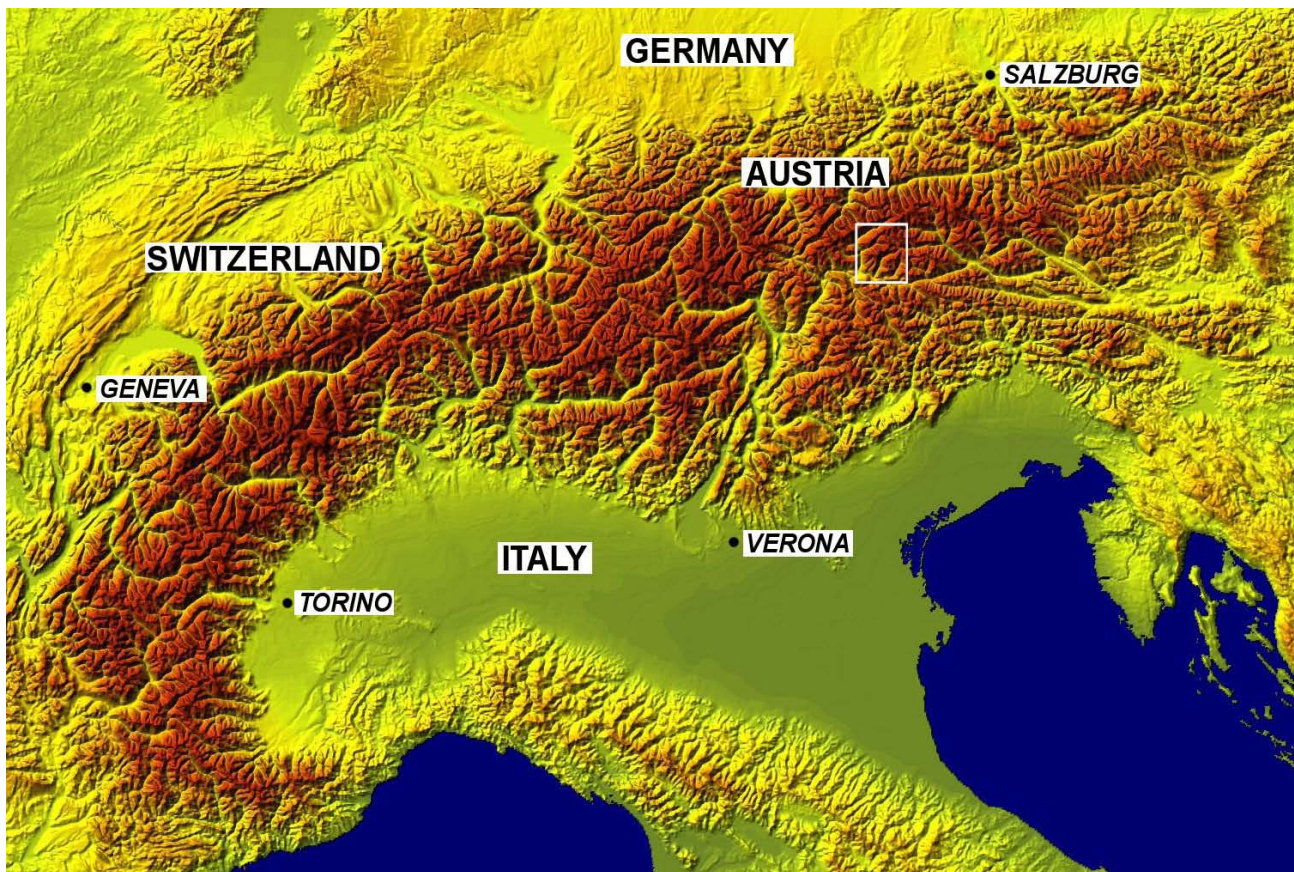 GERMANY
SALZBURG
AUSTRIA
SWITZERLAND
GENEVA
VERONA
ITALY
TORINO